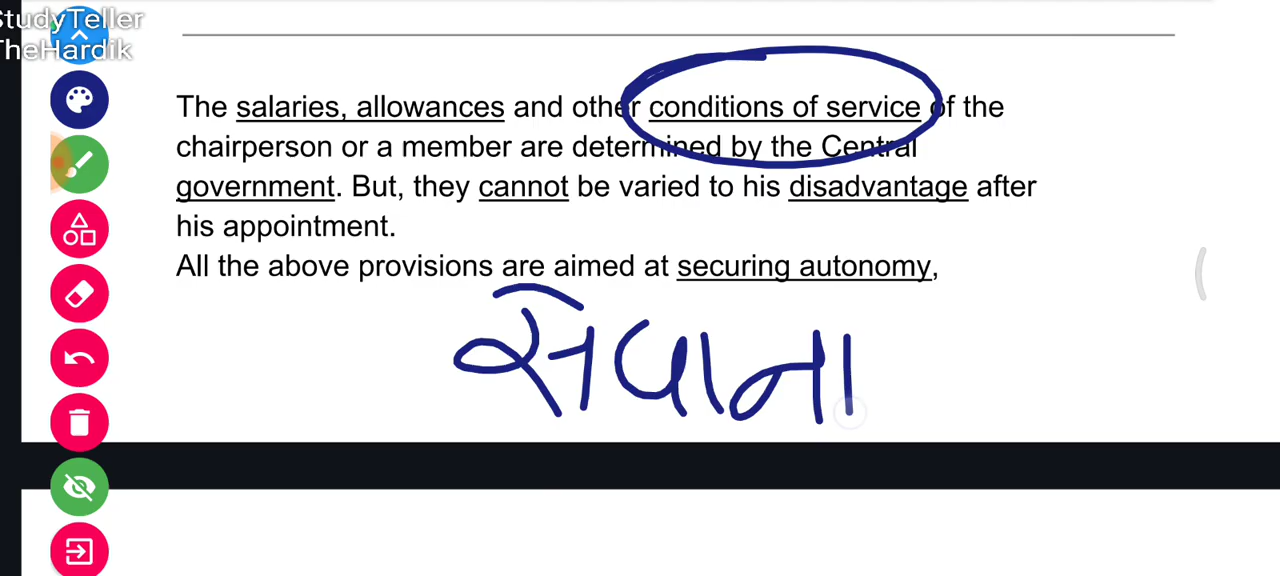 StudyTeller
TheHardik
The salaries, allowances and other conditions of service of the
chairperson or a member are determined by the Central
government. But, they cannot be varied to his disadvantage after
his appointment.
All the above provisions are aimed at securing autonomy,
સેવાના